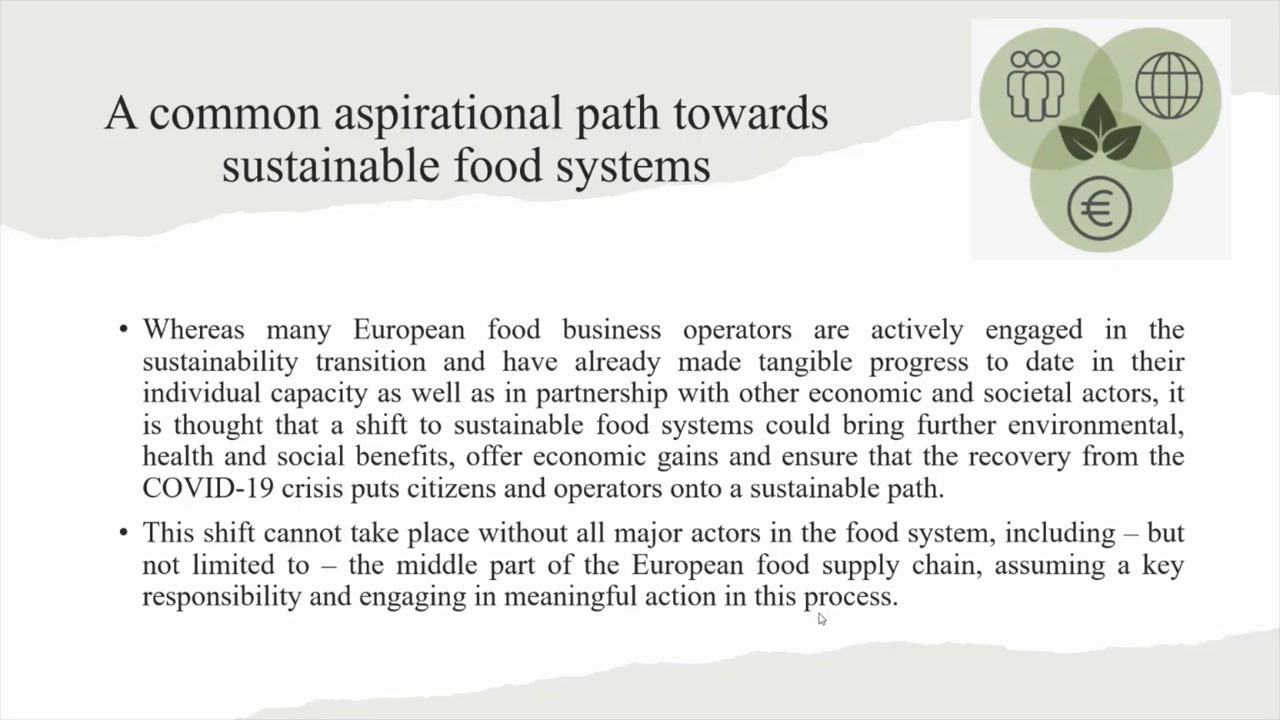 A common aspirational path towards
sustainable food systems
• Whereas many European food business operators are actively engaged in the
sustainability transition and have already made tangible progress to date in their
individual capacity as well as in partnership with other economic and societal actors, it
is thought that a shift to sustainable food systems could bring further environmental,
health and social benefits, offer economic gains and ensure that the recovery from the
COVID-19 crisis puts citizens and operators onto a sustainable path.
• This shift cannot take place without all major actors in the food system, including – but
not limited to – the middle part of the European food supply chain, assuming a key
responsibility and engaging in meaningful action in this process.
€